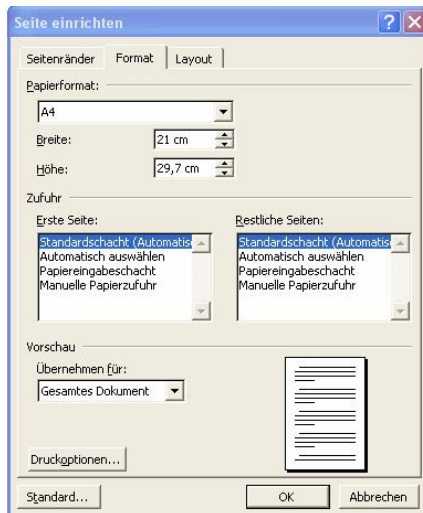 Seite einrichten
Seitenränder Format Layout
Papierformat:
A4
Breite: 21 cm
Höhe: 29,7 cm
Zufuhr
Erste Seite: Restliche Seiten:
Standardschacht (Automatis Standardschacht (Automatis
Automatisch auswählen Automatisch auswählen
Papiereingabeschacht Papiereingabeschacht
Manuelle Papierzufuhr Manuelle Papierzufuhr
Vorschau
Übernehmen für:
Gesamtes Dokument
Druckoptionen...
Standard... OK Abbrechen